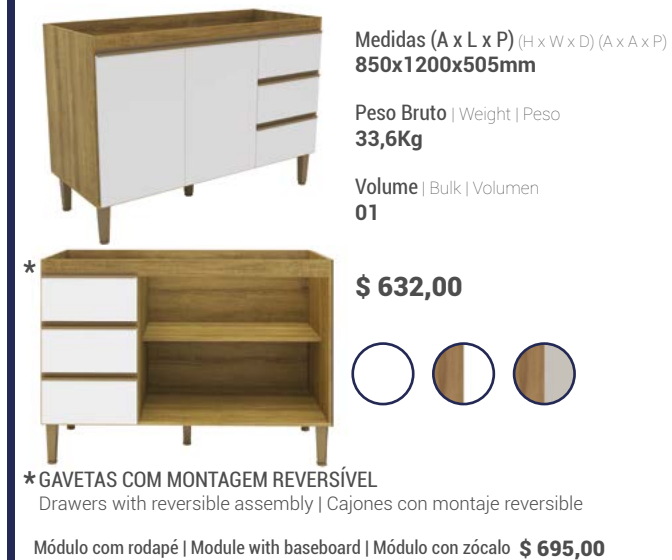 Medidas (A x L x P) (H x W x D) (A x A x P)
850x1200x505mm
Peso Bruto | Weight | Peso
33,6Kg
Volume | Bulk | Volumen
01
*
$ 632,00
* GAVETAS COM MONTAGEM REVERSÍVEL
Drawers with reversible assembly | Cajones con montaje reversible
Módulo com rodapé | Module with baseboard | Módulo con zócalo $ 695,00